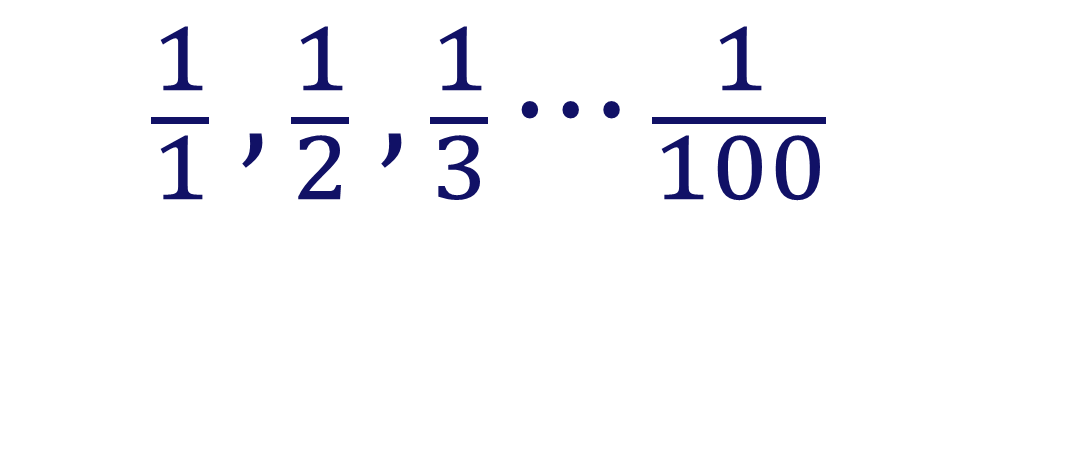 1/1 , 1/2 , 1/3 ··· 1/100